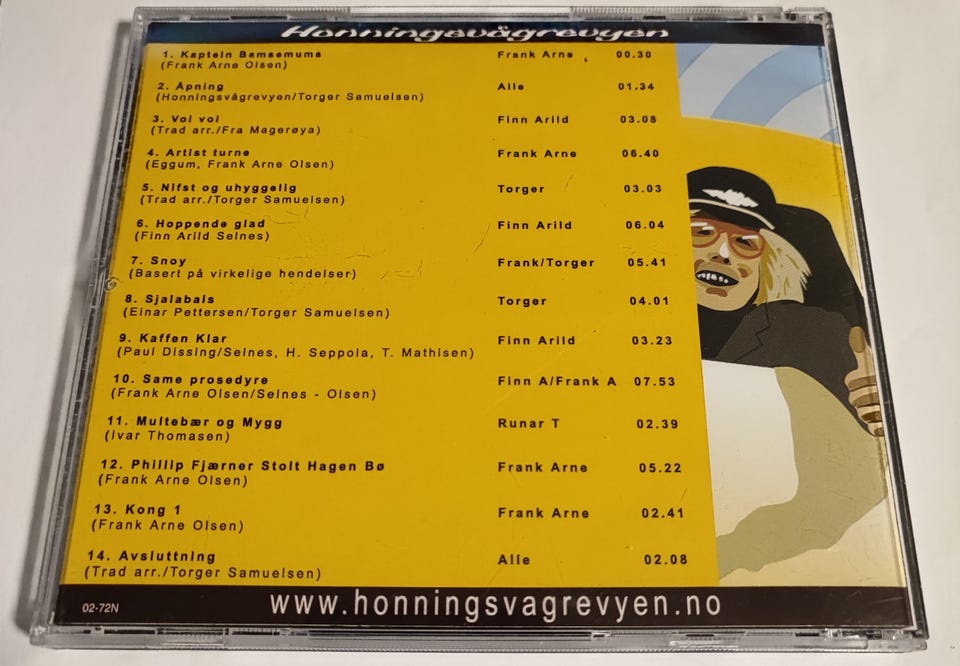 Honningsvågrevyen
1. Kaptein Bamsemums Frank Arne 00.30
(Frank Arne Olsen)
2. Åpning Alle 01.34
(Honningsvågrevyen/Torger Samuelsen)
3. Voi voi Finn Arild 03.08
(Trad arr./Fra Magerøya)
4. Artist turne Frank Arne 06.40
(Eggum, Frank Arne Olsen)
5. Nifst og uhyggelig Torger 03.03
(Trad arr./Torger Samuelsen)
6. Hoppende glad Finn Arild 06.04
(Finn Arild Selnes)
7. Snoy Frank/Torger 05.41
(Basert på virkelige hendelser)
8. Sjalabais Torger 04.01
(Einar Pettersen/Torger Samuelsen)
9. Kaffen Klar Finn Arild 03.23
(Paul Dissing/Selnes, H. Seppola, T. Mathisen)
10. Same prosedyre Finn A/Frank A 07.53
(Frank Arne Olsen/Selnes - Olsen)
11. Multebær og Mygg Runar T 02.39
(Ivar Thomasen)
12. Phillip Fjærner Stolt Hagen Bø Frank Arne 05.22
(Frank Arne Olsen)
13. Kong 1 Frank Arne 02.41
(Frank Arne Olsen)
14. Avsluttning Alle 02.08
(Trad arr./Torger Samuelsen)
02-72N www.honningsvagrevyen.no